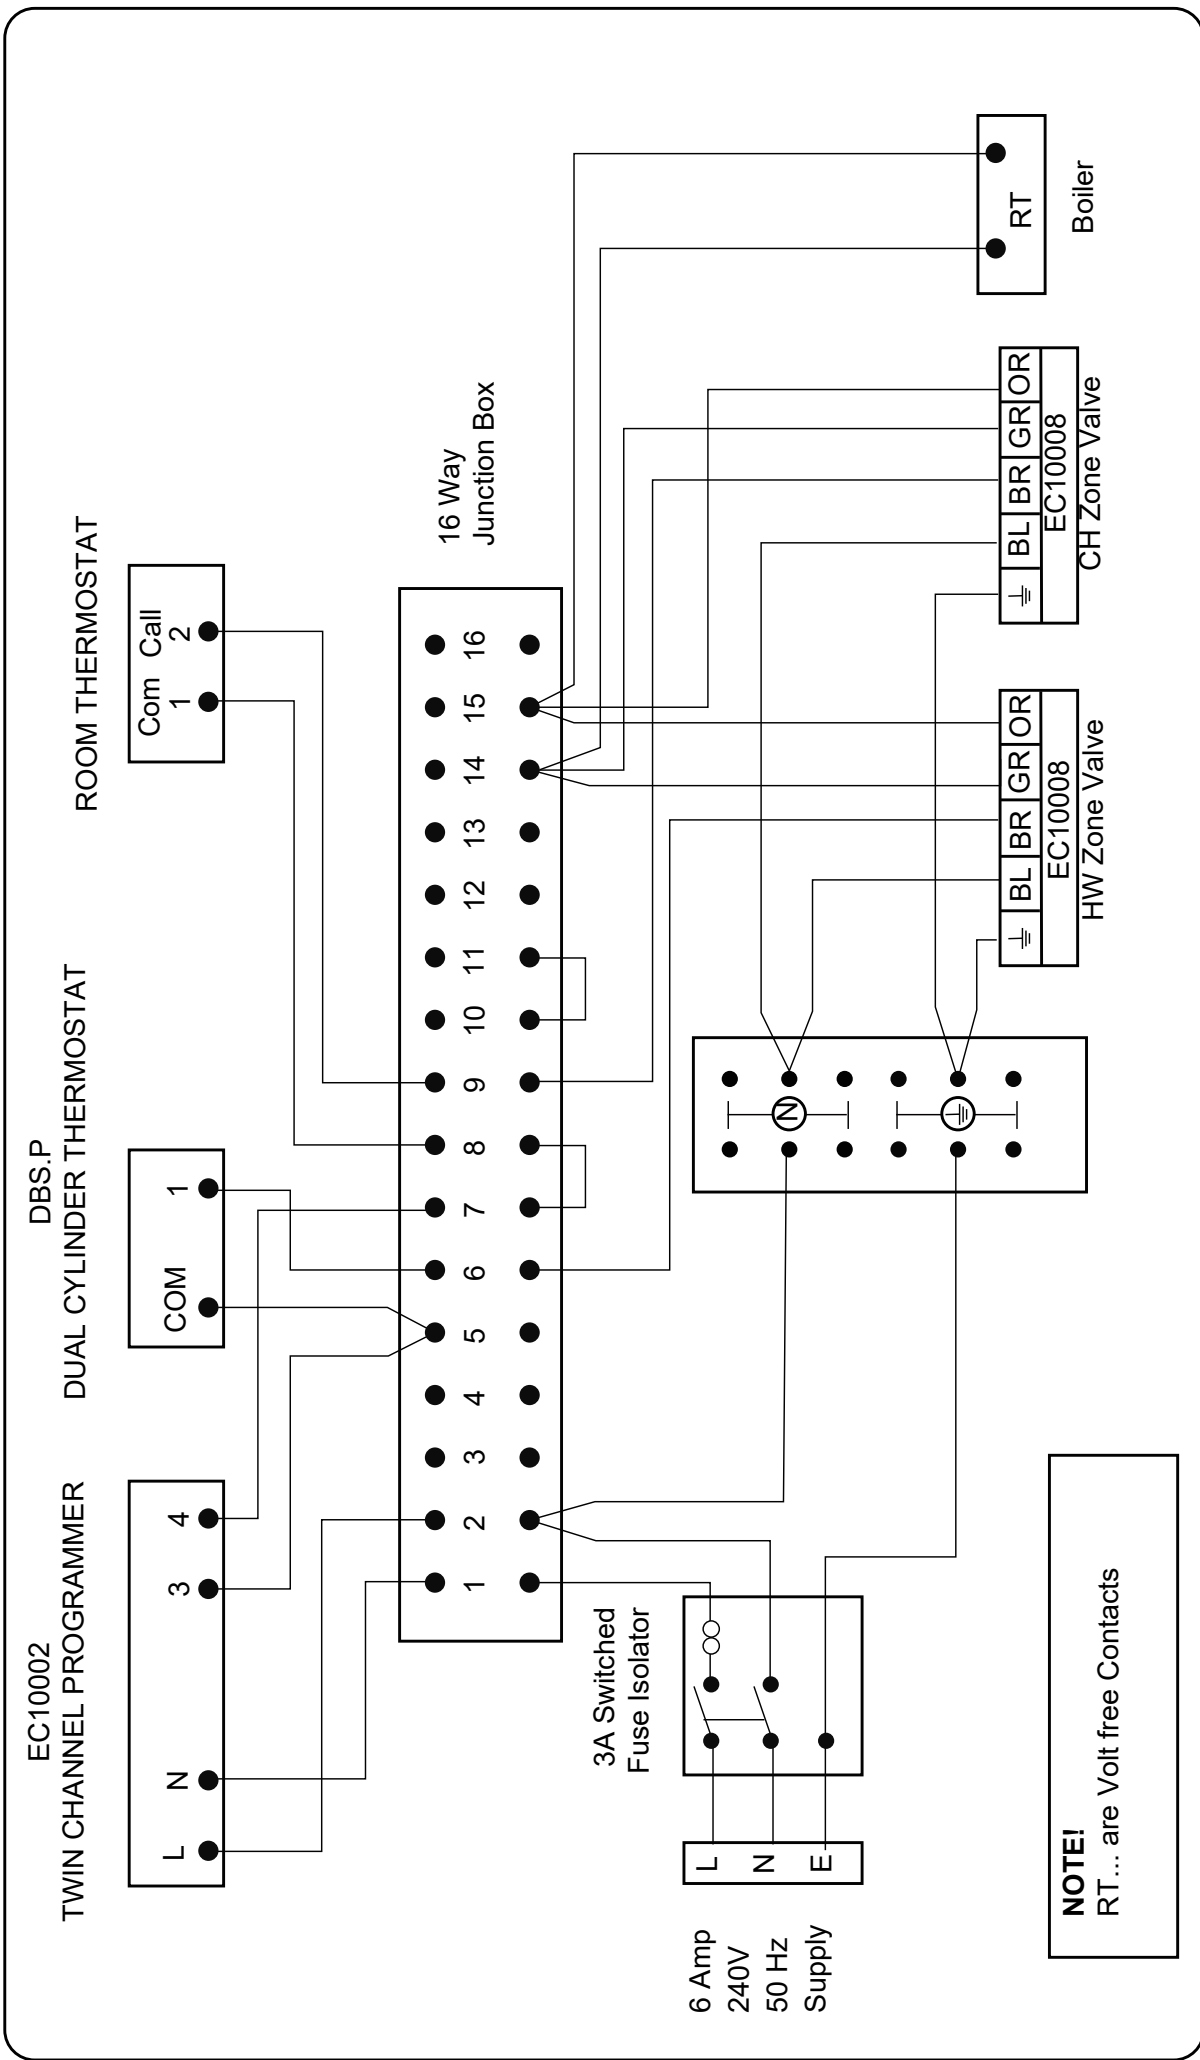 EC10002
TWIN CHANNEL PROGRAMMER
L N 3 4
DBS.P
DUAL CYLINDER THERMOSTAT
COM 1
ROOM THERMOSTAT
Com Call
1 2
1 2 3 4 5 6 7 8 9 10 11 12 13 14 15 16
16 Way
Junction Box
3A Switched
Fuse Isolator
6 Amp
240V
50 Hz
Supply
L
N
E
N
BL BR GR OR
EC10008
HW Zone Valve
BL BR GR OR
EC10008
CH Zone Valve
RT
Boiler
NOTE!
RT... are Volt free Contacts